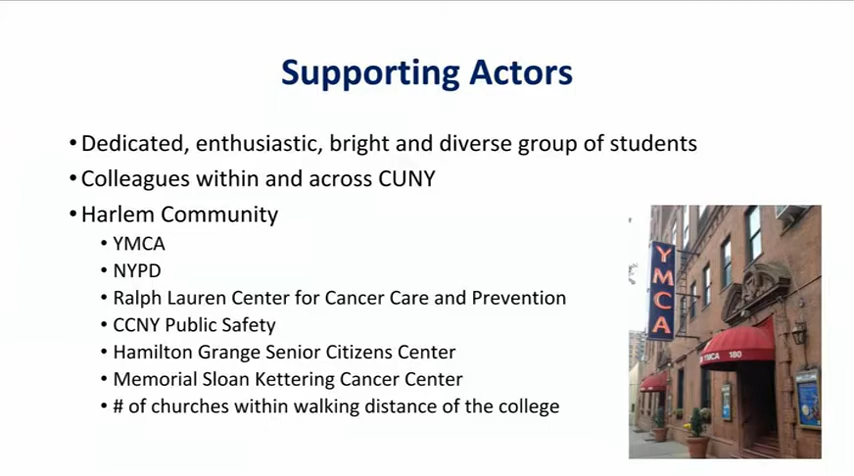 Supporting Actors
• Dedicated, enthusiastic, bright and diverse group of students
• Colleagues within and across CUNY
• Harlem Community
• YMCA
• NYPD
• Ralph Lauren Center for Cancer Care and Prevention
• CCNY Public Safety
• Hamilton Grange Senior Citizens Center
• Memorial Sloan Kettering Cancer Center
• # of churches within walking distance of the college
YMCA
YMCA 180